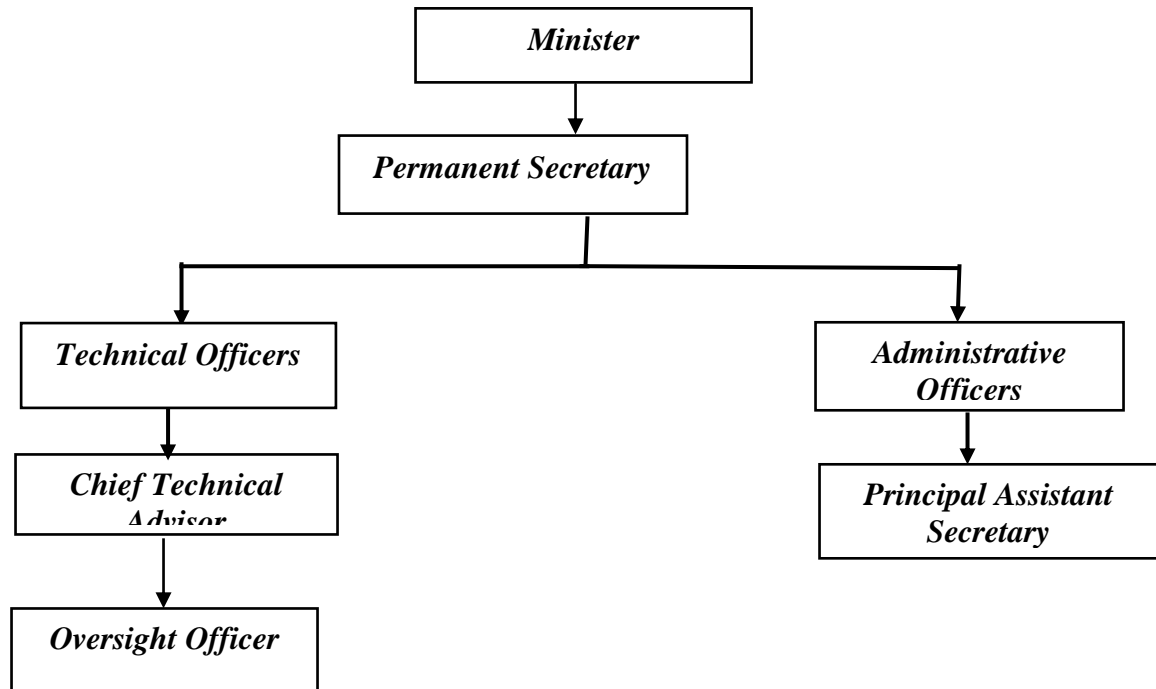 Minister
Permanent Secretary
Technical Officers
Administrative
Officers
Chief Technical
Advisor
Principal Assistant
Secretary
Oversight Officer